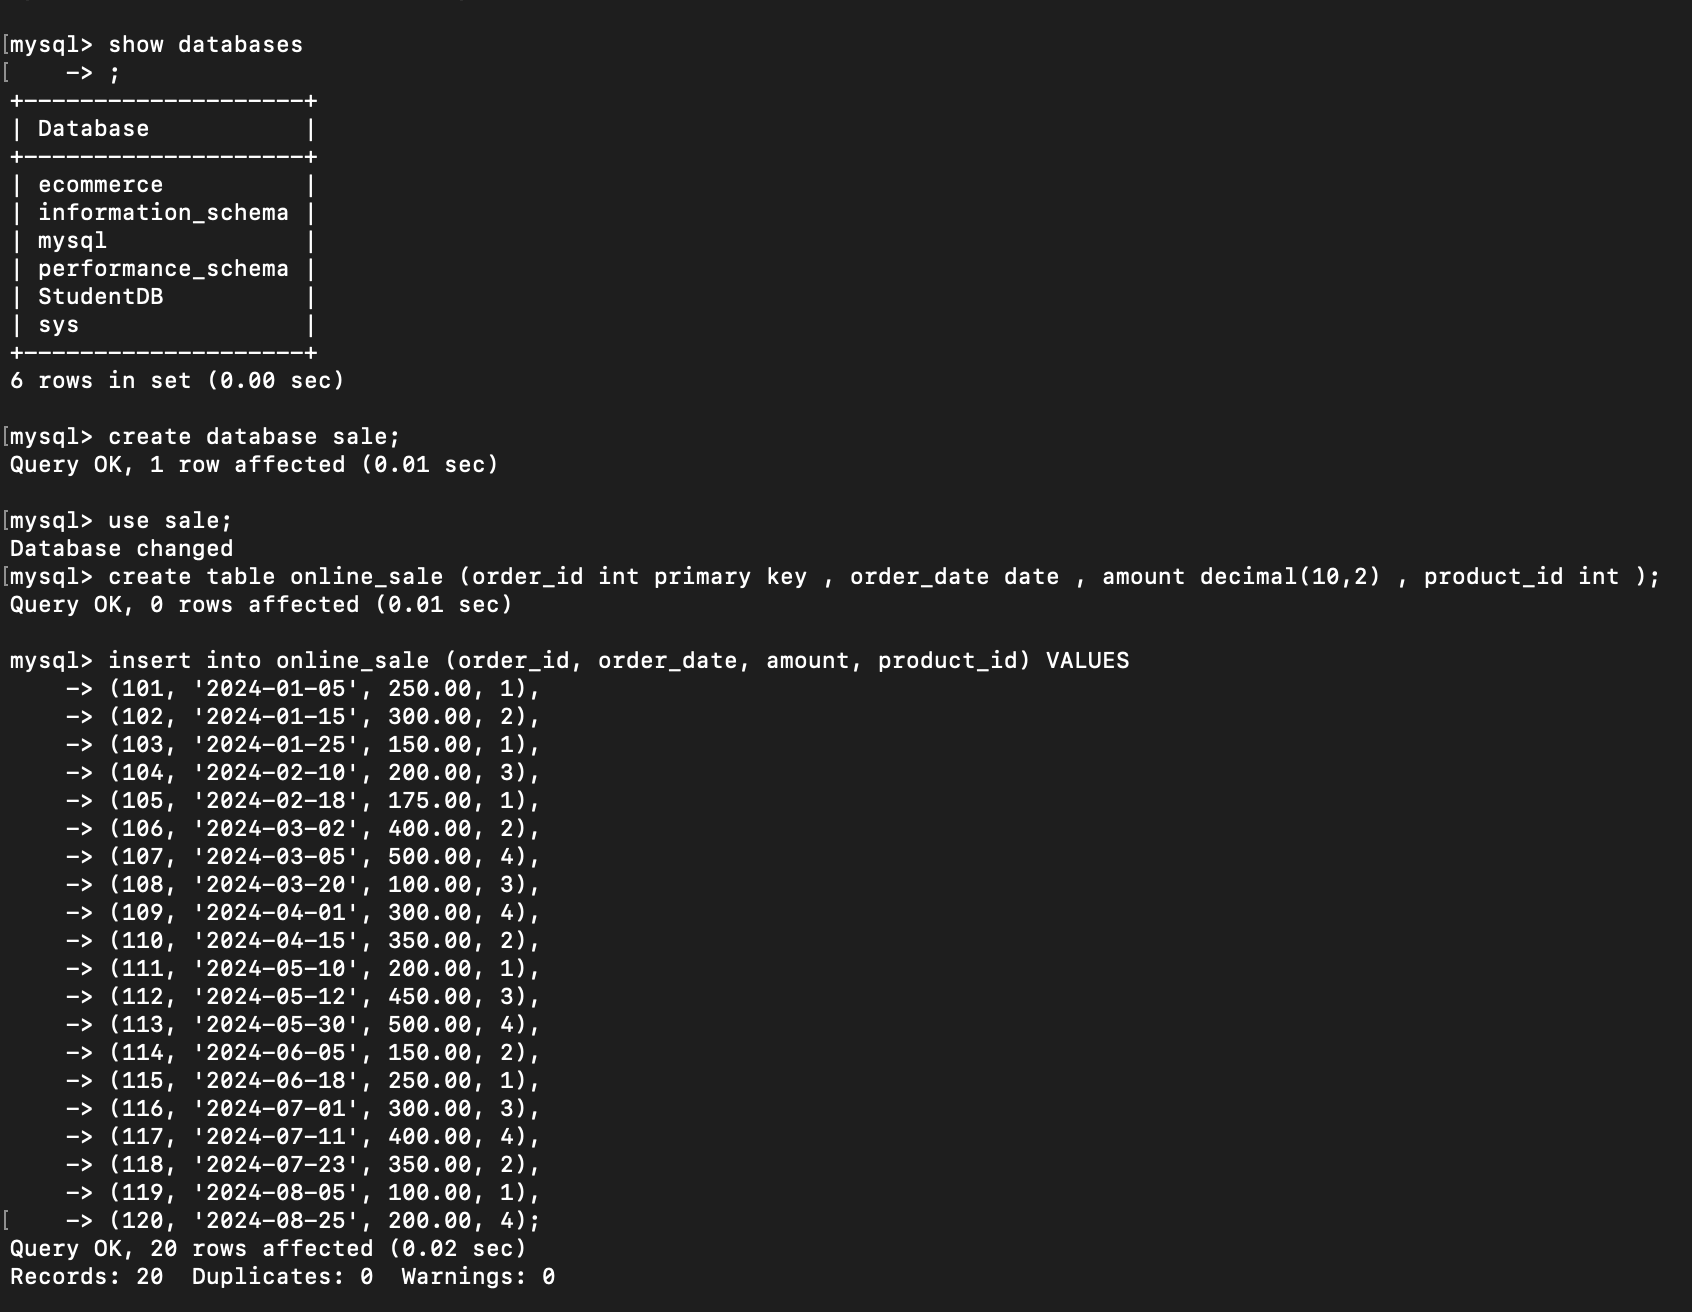 [mysql> show databases
[    -> ;
+--------------------+
| Database           |
+--------------------+
| ecommerce          |
| information_schema |
| mysql              |
| performance_schema |
| StudentDB          |
| sys                |
+--------------------+
6 rows in set (0.00 sec)
[mysql> create database sale;
Query OK, 1 row affected (0.01 sec)
[mysql> use sale;
Database changed
[mysql> create table online_sale (order_id int primary key , order_date date , amount decimal(10,2) , product_id int );
Query OK, 0 rows affected (0.01 sec)
mysql> insert into online_sale (order_id, order_date, amount, product_id) VALUES
    -> (101, '2024-01-05', 250.00, 1),
    -> (102, '2024-01-15', 300.00, 2),
    -> (103, '2024-01-25', 150.00, 1),
    -> (104, '2024-02-10', 200.00, 3),
    -> (105, '2024-02-18', 175.00, 1),
    -> (106, '2024-03-02', 400.00, 2),
    -> (107, '2024-03-05', 500.00, 4),
    -> (108, '2024-03-20', 100.00, 3),
    -> (109, '2024-04-01', 300.00, 4),
    -> (110, '2024-04-15', 350.00, 2),
    -> (111, '2024-05-10', 200.00, 1),
    -> (112, '2024-05-12', 450.00, 3),
    -> (113, '2024-05-30', 500.00, 4),
    -> (114, '2024-06-05', 150.00, 2),
    -> (115, '2024-06-18', 250.00, 1),
    -> (116, '2024-07-01', 300.00, 3),
    -> (117, '2024-07-11', 400.00, 4),
    -> (118, '2024-07-23', 350.00, 2),
    -> (119, '2024-08-05', 100.00, 1),
[    -> (120, '2024-08-25', 200.00, 4);
Query OK, 20 rows affected (0.02 sec)
Records: 20  Duplicates: 0  Warnings: 0